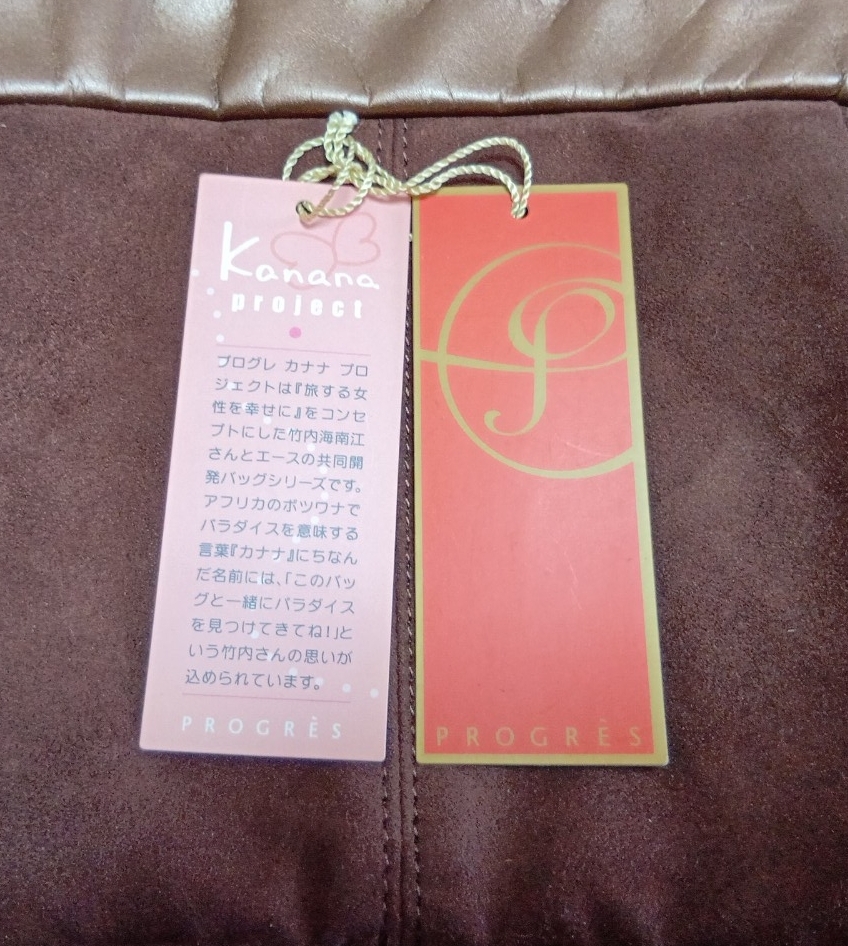 Kanana
project
プログレ カナナ プロ
ジェクトは『旅する女
性を幸せに』をコンセ
プトにした竹内海南江
さんとエースの共同開
発バッグシリーズです。
アフリカのボツワナで
パラダイスを意味する
言葉『カナナ』にちなん
だ名前には、「このバッ
グと一緒にパラダイス
を見つけてきてね!」と
いう竹内さんの思いが
込められています。
PROGRÈS
P
PROGRÈS